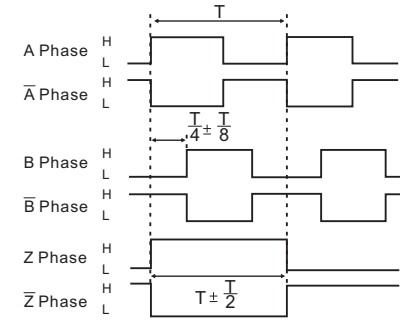 T
A Phase H
L
A̅ Phase H
L
T/4 ± T/8
B Phase H
L
B̅ Phase H
L
Z Phase H
L
Z̅ Phase H
L
T ± T/2